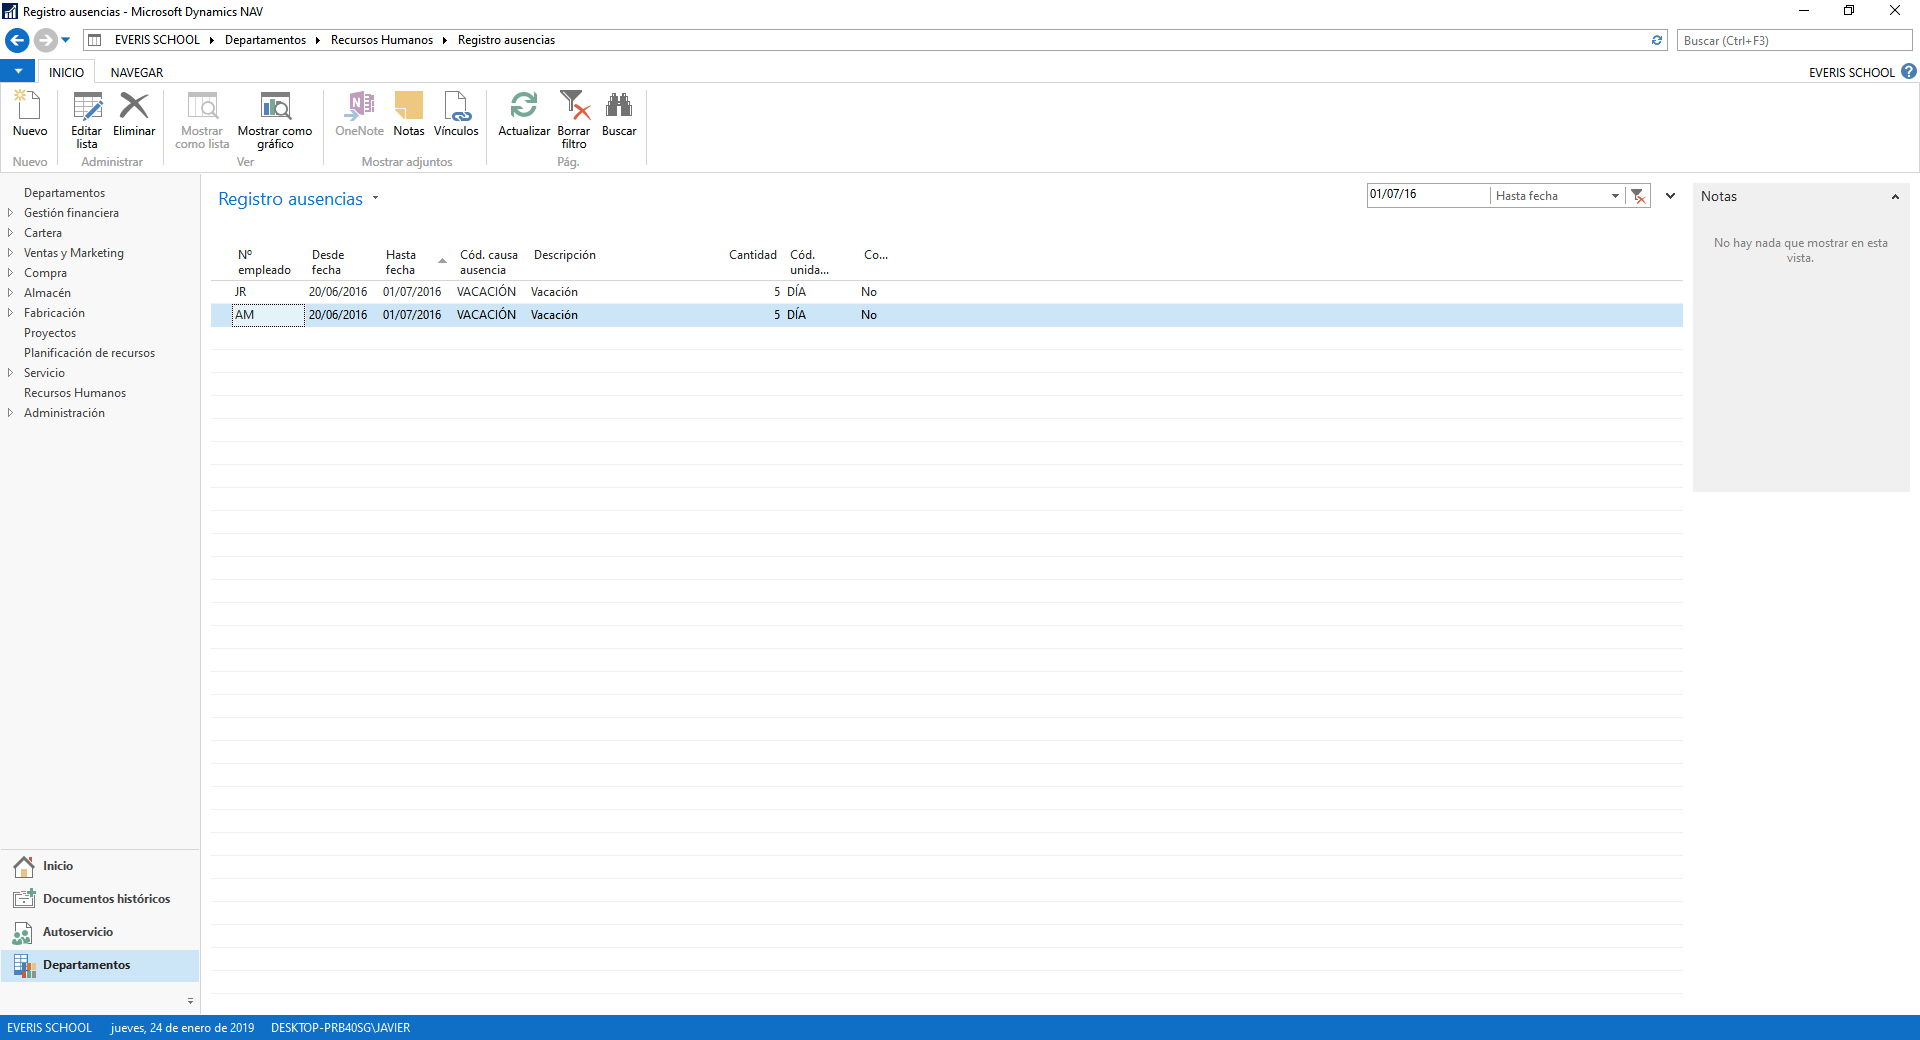 Registro ausencias - Microsoft Dynamics NAV
EVERIS SCHOOL Departamentos Recursos Humanos Registro ausencias
Buscar (Ctrl+F3)
INICIO NAVEGAR
EVERIS SCHOOL ?
Nuevo
Editar lista
Eliminar
Mostrar como lista
Mostrar como gráfico
OneNote
Notas
Vínculos
Actualizar
Borrar filtro
Buscar
Nuevo Administrar Ver Mostrar adjuntos Pág.
Departamentos
Gestión financiera
Cartera
Ventas y Marketing
Compra
Almacén
Fabricación
Proyectos
Planificación de recursos
Servicio
Recursos Humanos
Administración
Inicio
Documentos históricos
Autoservicio
Departamentos
Registro ausencias
01/07/16 Hasta fecha
Nº empleado Desde fecha Hasta fecha Cód. causa ausencia Descripción Cantidad Cód. unida... Co...
JR 20/06/2016 01/07/2016 VACACIÓN Vacación 5 DÍA No
AM 20/06/2016 01/07/2016 VACACIÓN Vacación 5 DÍA No
Notas
No hay nada que mostrar en esta
vista.
EVERIS SCHOOL jueves, 24 de enero de 2019 DESKTOP-PRB40SG\JAVIER